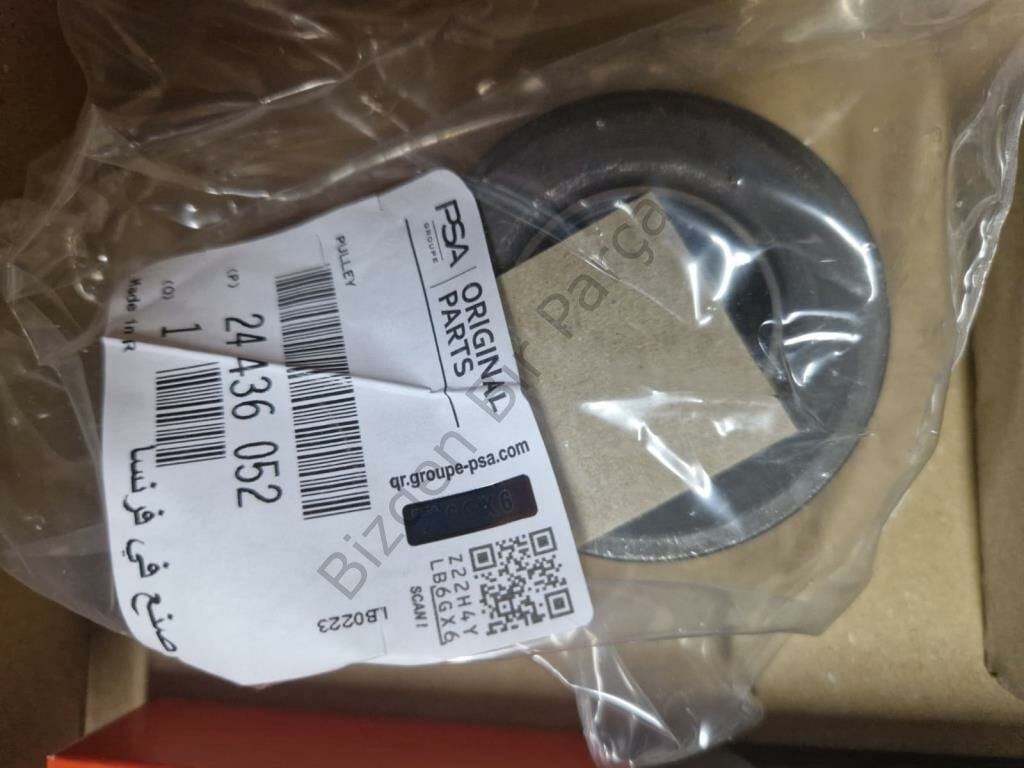 PSA
GROUPE
ORIGINAL
PARTS
PULLEY
(P) 24 436 052
(Q) 1
Made in FR
صنع في فرنسا
qr.groupe-psa.com
Z22H4Y
LB6GX6
SCAN !
LB0223
Bizden Bir Parça